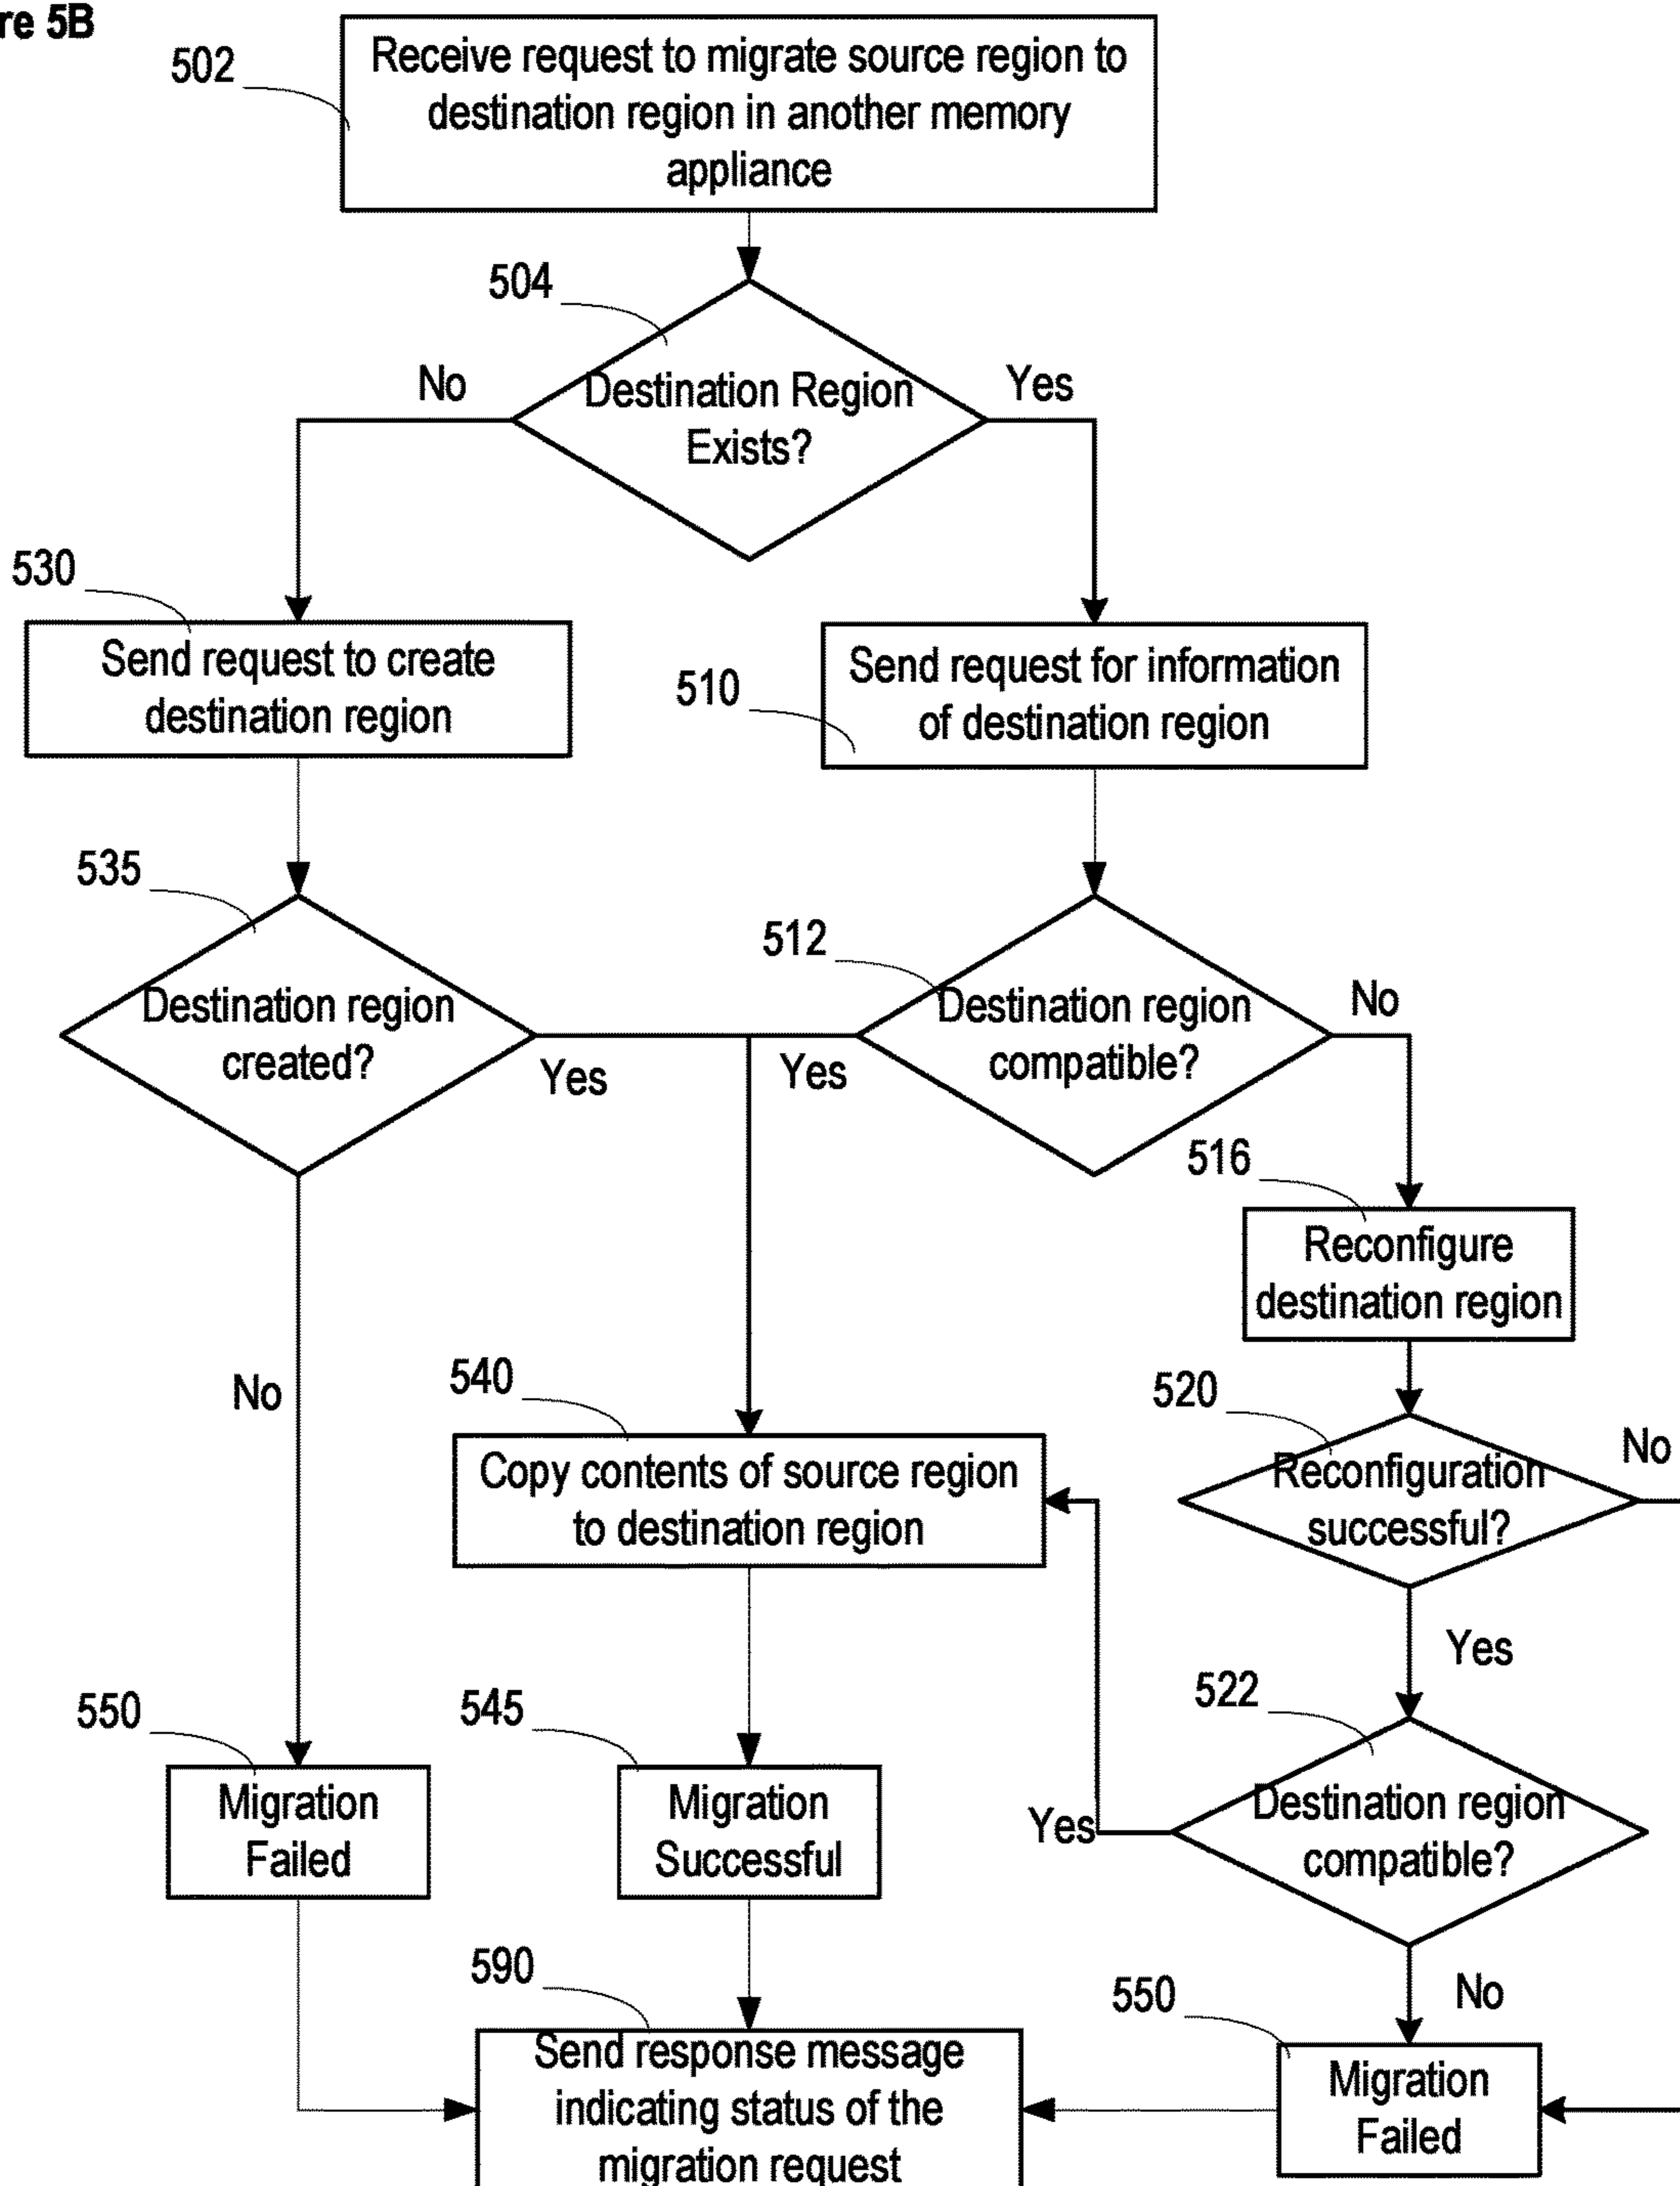 re 5B
502
Receive request to migrate source region to
destination region in another memory
appliance
504
No
Destination Region
Exists?
Yes
530
Send request to create
destination region
510
Send request for information
of destination region
535
Destination region
created?
Yes
512
Destination region
compatible?
Yes
No
516
Reconfigure
destination region
No
540
Copy contents of source region
to destination region
520
Reconfiguration
successful?
No
Yes
550
Migration
Failed
545
Migration
Successful
522
Destination region
compatible?
Yes
No
590
Send response message
indicating status of the
migration request
550
Migration
Failed